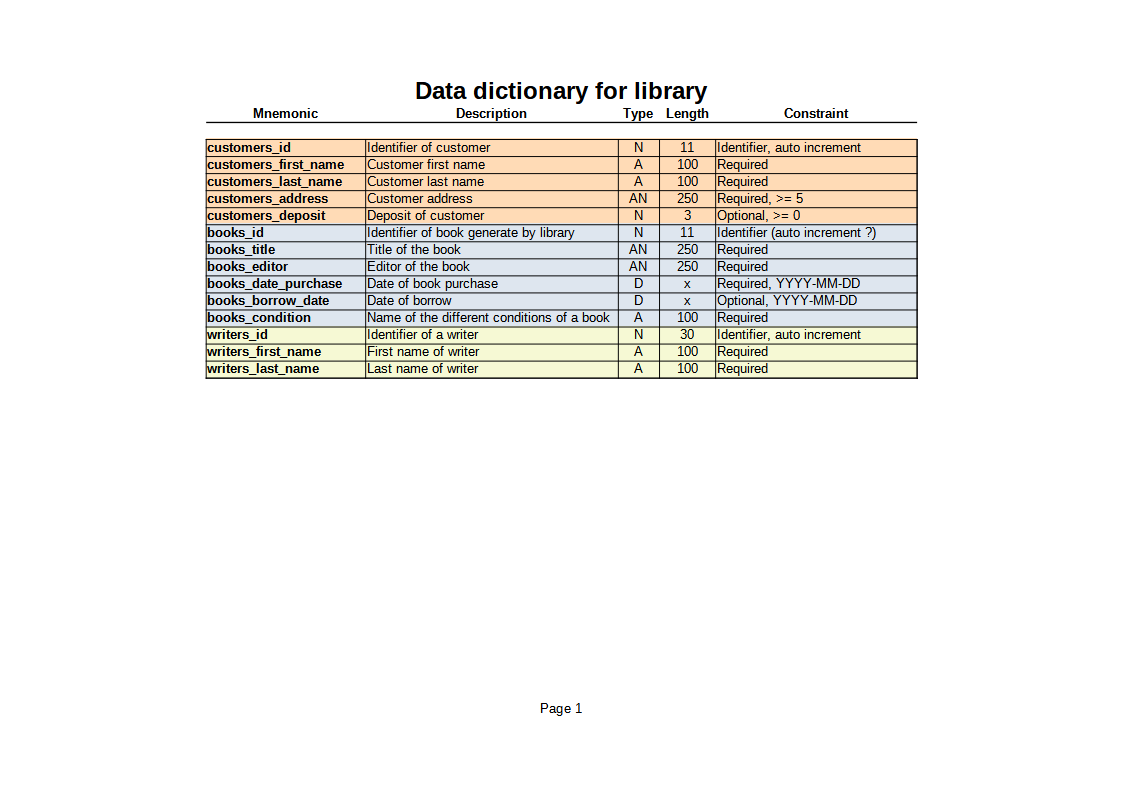 Data dictionary for library
Mnemonic Description Type Length Constraint
customers_id Identifier of customer N 11 Identifier, auto increment
customers_first_name Customer first name A 100 Required
customers_last_name Customer last name A 100 Required
customers_address Customer address AN 250 Required, >= 5
customers_deposit Deposit of customer N 3 Optional, >= 0
books_id Identifier of book generate by library N 11 Identifier (auto increment ?)
books_title Title of the book AN 250 Required
books_editor Editor of the book AN 250 Required
books_date_purchase Date of book purchase D x Required, YYYY-MM-DD
books_borrow_date Date of borrow D x Optional, YYYY-MM-DD
books_condition Name of the different conditions of a book A 100 Required
writers_id Identifier of a writer N 30 Identifier, auto increment
writers_first_name First name of writer A 100 Required
writers_last_name Last name of writer A 100 Required
Page 1